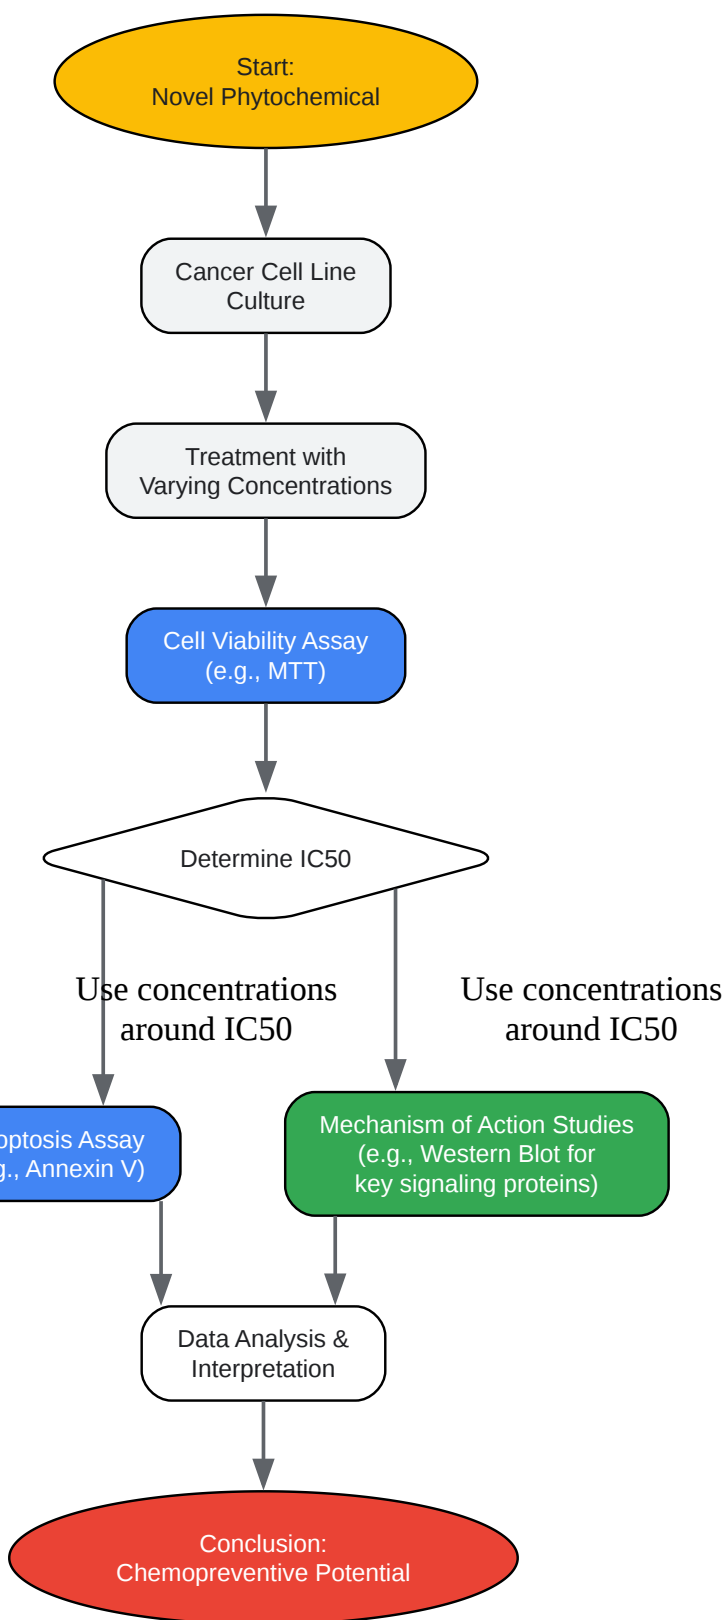 Start:
Novel Phytochemical
Cancer Cell Line
Culture
Treatment with
Varying Concentrations
Cell Viability Assay
(e.g., MTT)
Determine IC50
Use concentrations
around IC50
Use concentrations
around IC50
optosis Assay
g., Annexin V)
Mechanism of Action Studies
(e.g., Western Blot for
key signaling proteins)
Data Analysis &
Interpretation
Conclusion:
Chemopreventive Potential